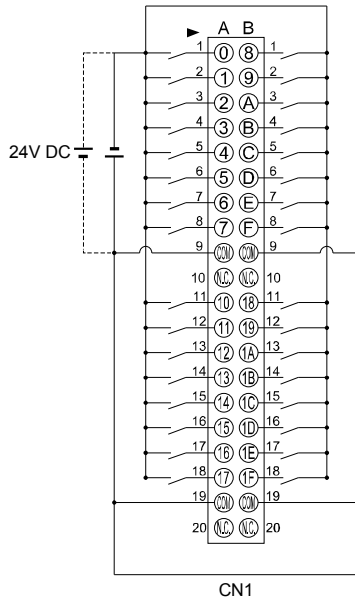 A B
1 0 8 1
2 1 9 2
3 2 A 3
4 3 B 4
5 4 C 5
24V DC
6 5 D 6
7 6 E 7
8 7 F 8
9 COM COM 9
10 N.C. N.C. 10
11 10 18 11
12 11 19 12
13 12 1A 13
14 13 1B 14
15 14 1C 15
16 15 1D 16
17 16 1E 17
18 17 1F 18
19 COM COM 19
20 N.C. N.C. 20
CN1